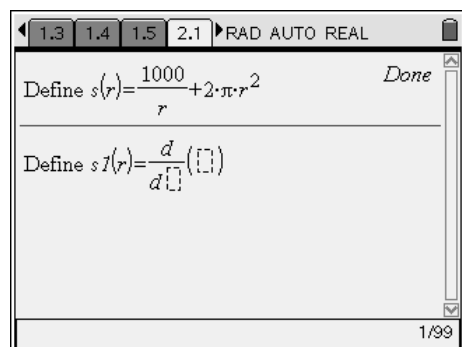 1.3 1.4 1.5 2.1 RAD AUTO REAL
Define s(r)=1000/r+2·π·r² Done
Define s1(r)=d/d▯(▯)
1/99